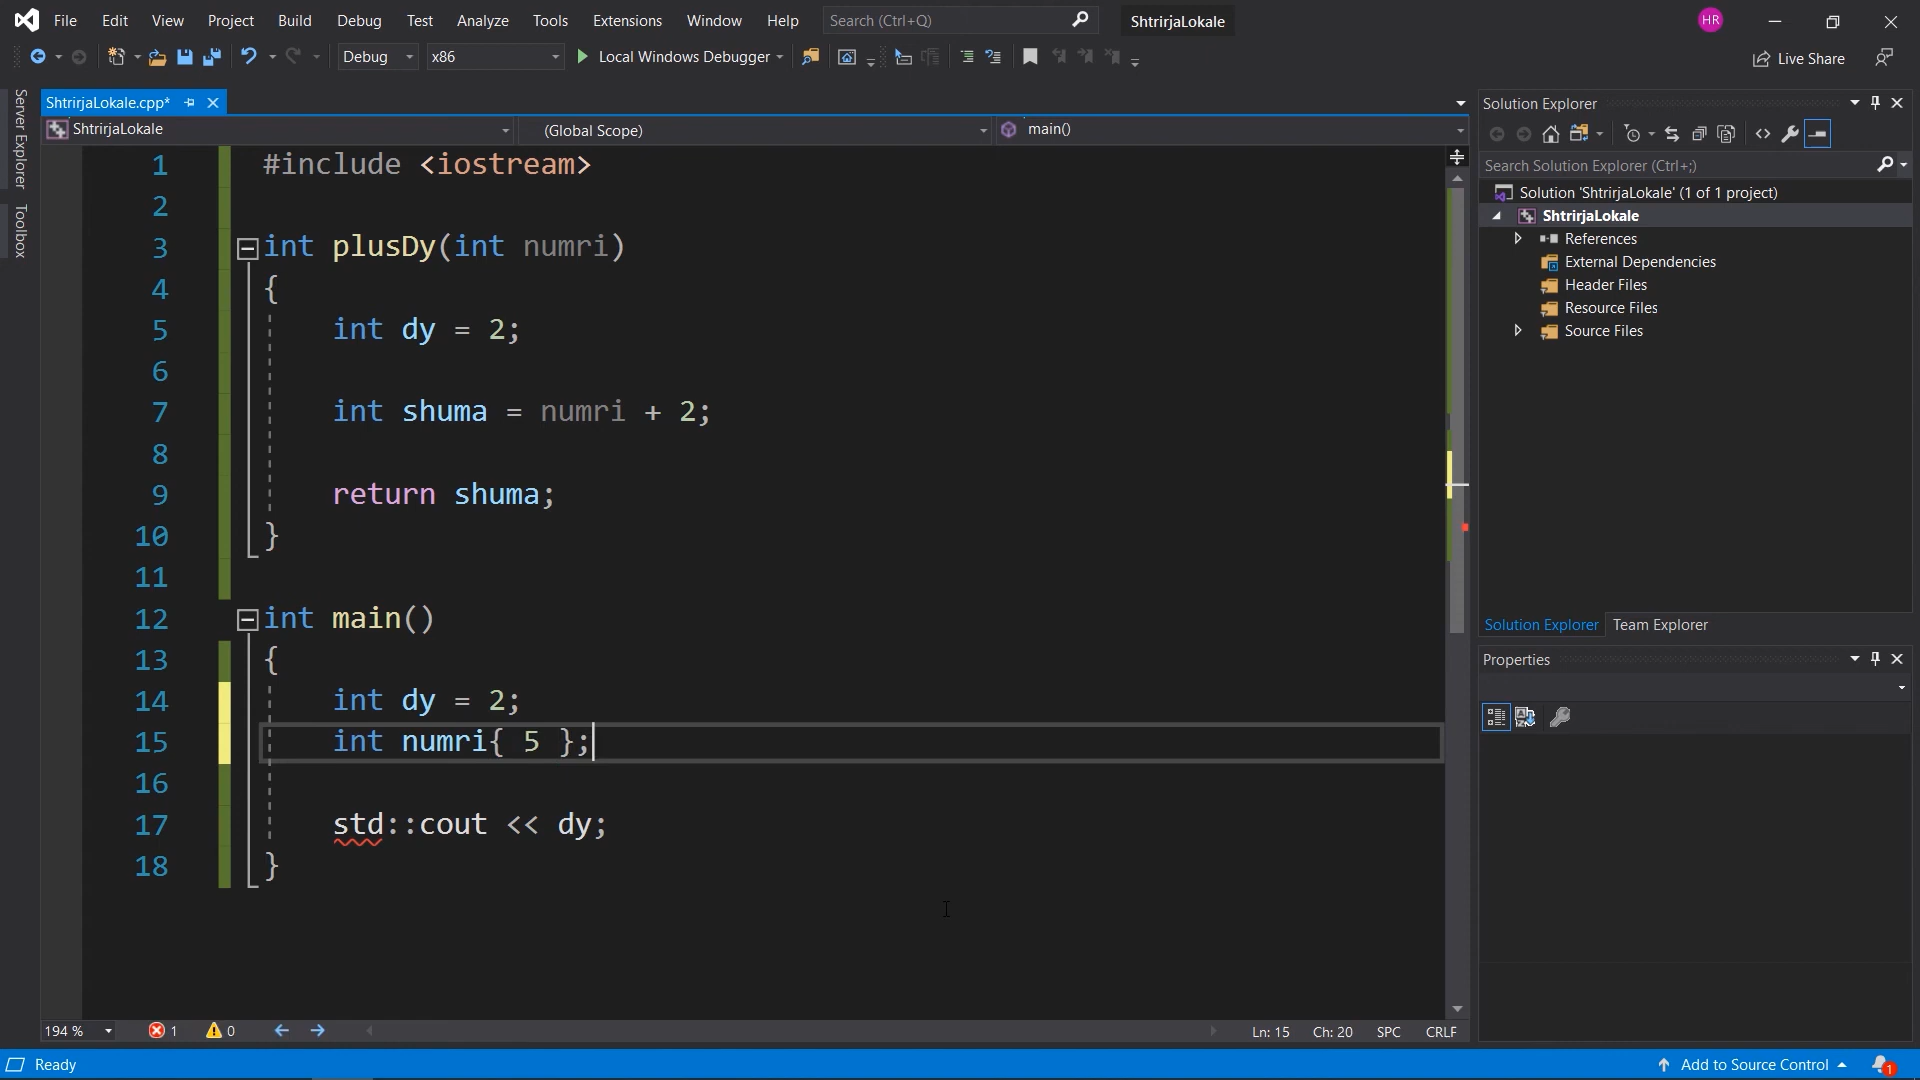 File Edit View Project Build Debug Test Analyze Tools Extensions Window Help Search (Ctrl+Q) ShtrirjaLokale HR
Debug x86 Local Windows Debugger Live Share
Server Explorer
Toolbox
ShtrirjaLokale.cpp*
ShtrirjaLokale (Global Scope) main()
1 #include <iostream>
2
3 int plusDy(int numri)
4 {
5 int dy = 2;
6
7 int shuma = numri + 2;
8
9 return shuma;
10 }
11
12 int main()
13 {
14 int dy = 2;
15 int numri{ 5 };
16
17 std::cout << dy;
18 }
194 % 1 0 Ln: 15 Ch: 20 SPC CRLF
Solution Explorer
Search Solution Explorer (Ctrl+;)
Solution 'ShtrirjaLokale' (1 of 1 project)
ShtrirjaLokale
References
External Dependencies
Header Files
Resource Files
Source Files
Solution Explorer Team Explorer
Properties
Ready Add to Source Control 1